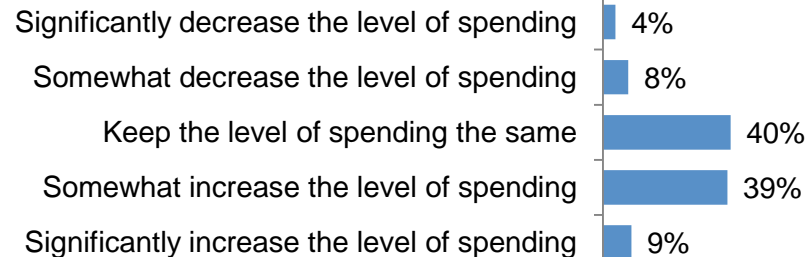 Significantly decrease the level of spending 4%
Somewhat decrease the level of spending 8%
Keep the level of spending the same 40%
Somewhat increase the level of spending 39%
Significantly increase the level of spending 9%